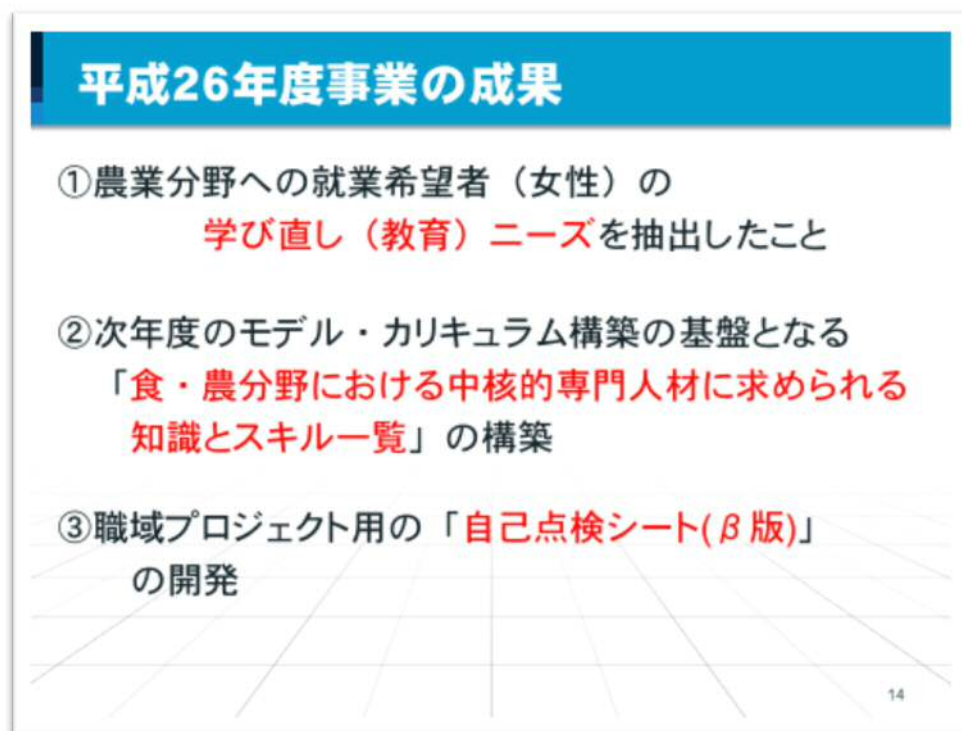 平成26年度事業の成果
①農業分野への就業希望者（女性）の
学び直し（教育）ニーズを抽出したこと
②次年度のモデル・カリキュラム構築の基盤となる
「食・農分野における中核的専門人材に求められる
知識とスキル一覧」の構築
③職域プロジェクト用の「自己点検シート(β版)」
の開発
14